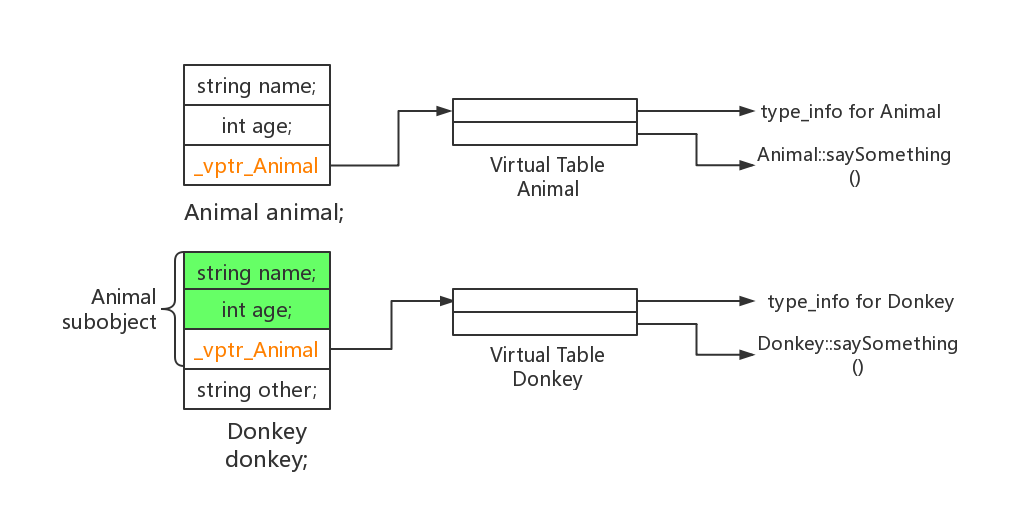 string name;
int age;
_vptr_Animal
Animal animal;
Virtual Table
Animal
type_info for Animal
Animal::saySomething
()
Animal
subobject
string name;
int age;
_vptr_Animal
string other;
Donkey
donkey;
Virtual Table
Donkey
type_info for Donkey
Donkey::saySomething
()